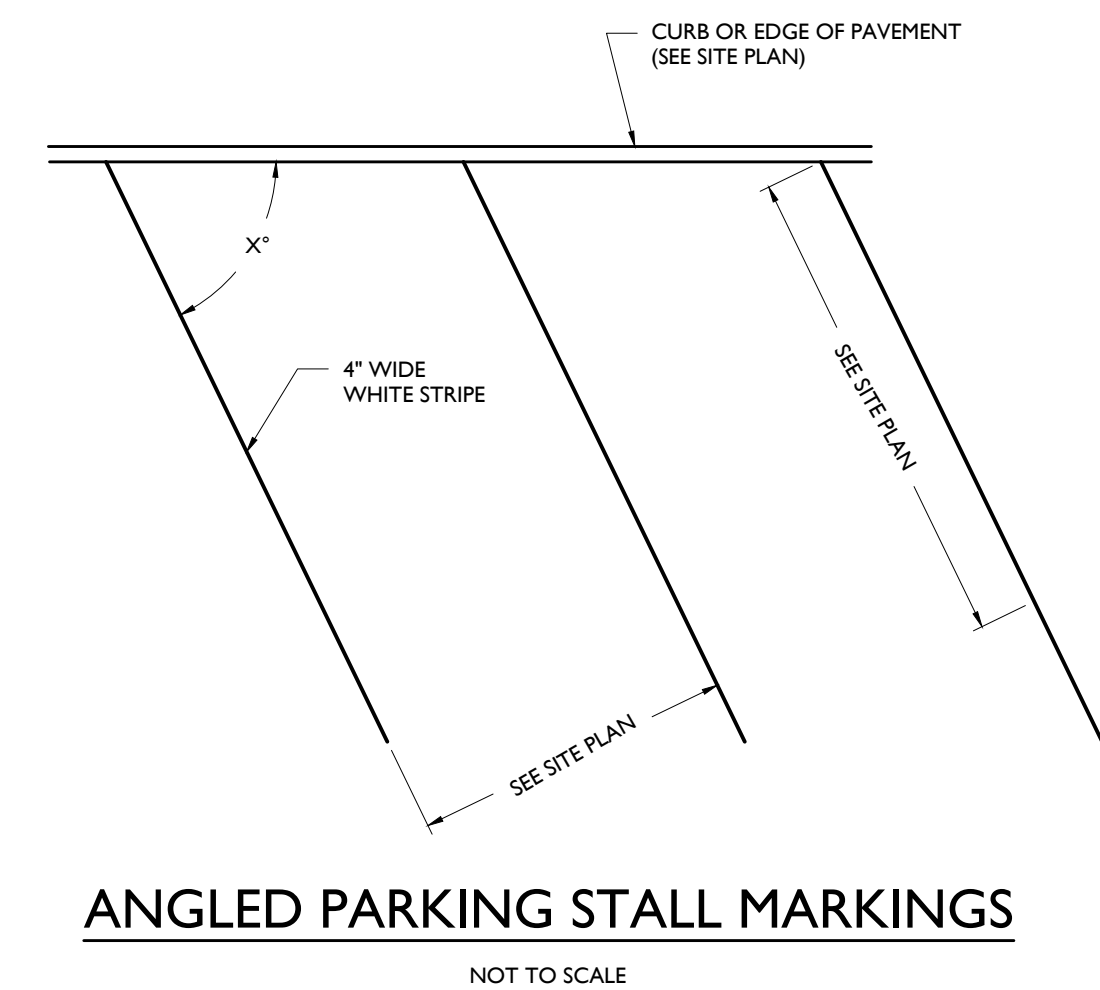 CURB OR EDGE OF PAVEMENT
(SEE SITE PLAN)
X°
4" WIDE
WHITE STRIPE
SEE SITE PLAN
SEE SITE PLAN
ANGLED PARKING STALL MARKINGS
NOT TO SCALE